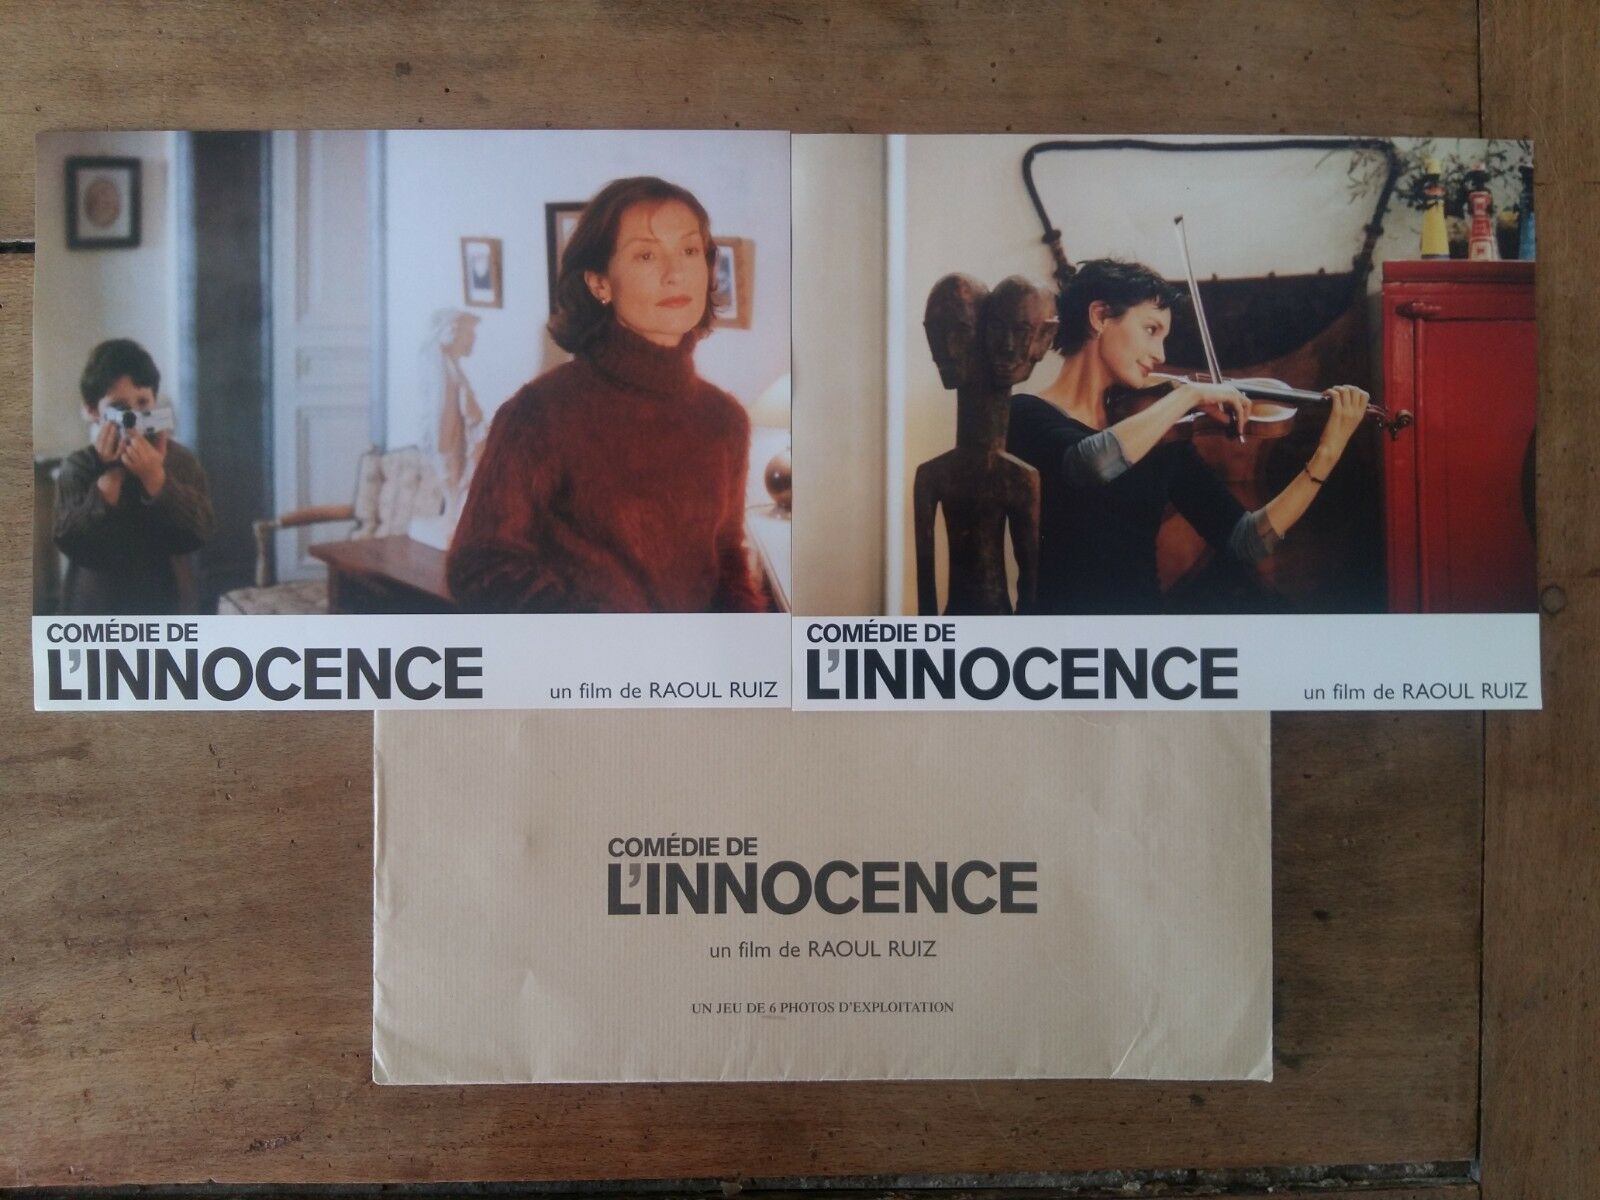 COMÉDIE DE
L'INNOCENCE
un film de RAOUL RUIZ
COMÉDIE DE
L'INNOCENCE
un film de RAOUL RUIZ
COMÉDIE DE
L'INNOCENCE
un film de RAOUL RUIZ
UN JEU DE 6 PHOTOS D'EXPLOITATION